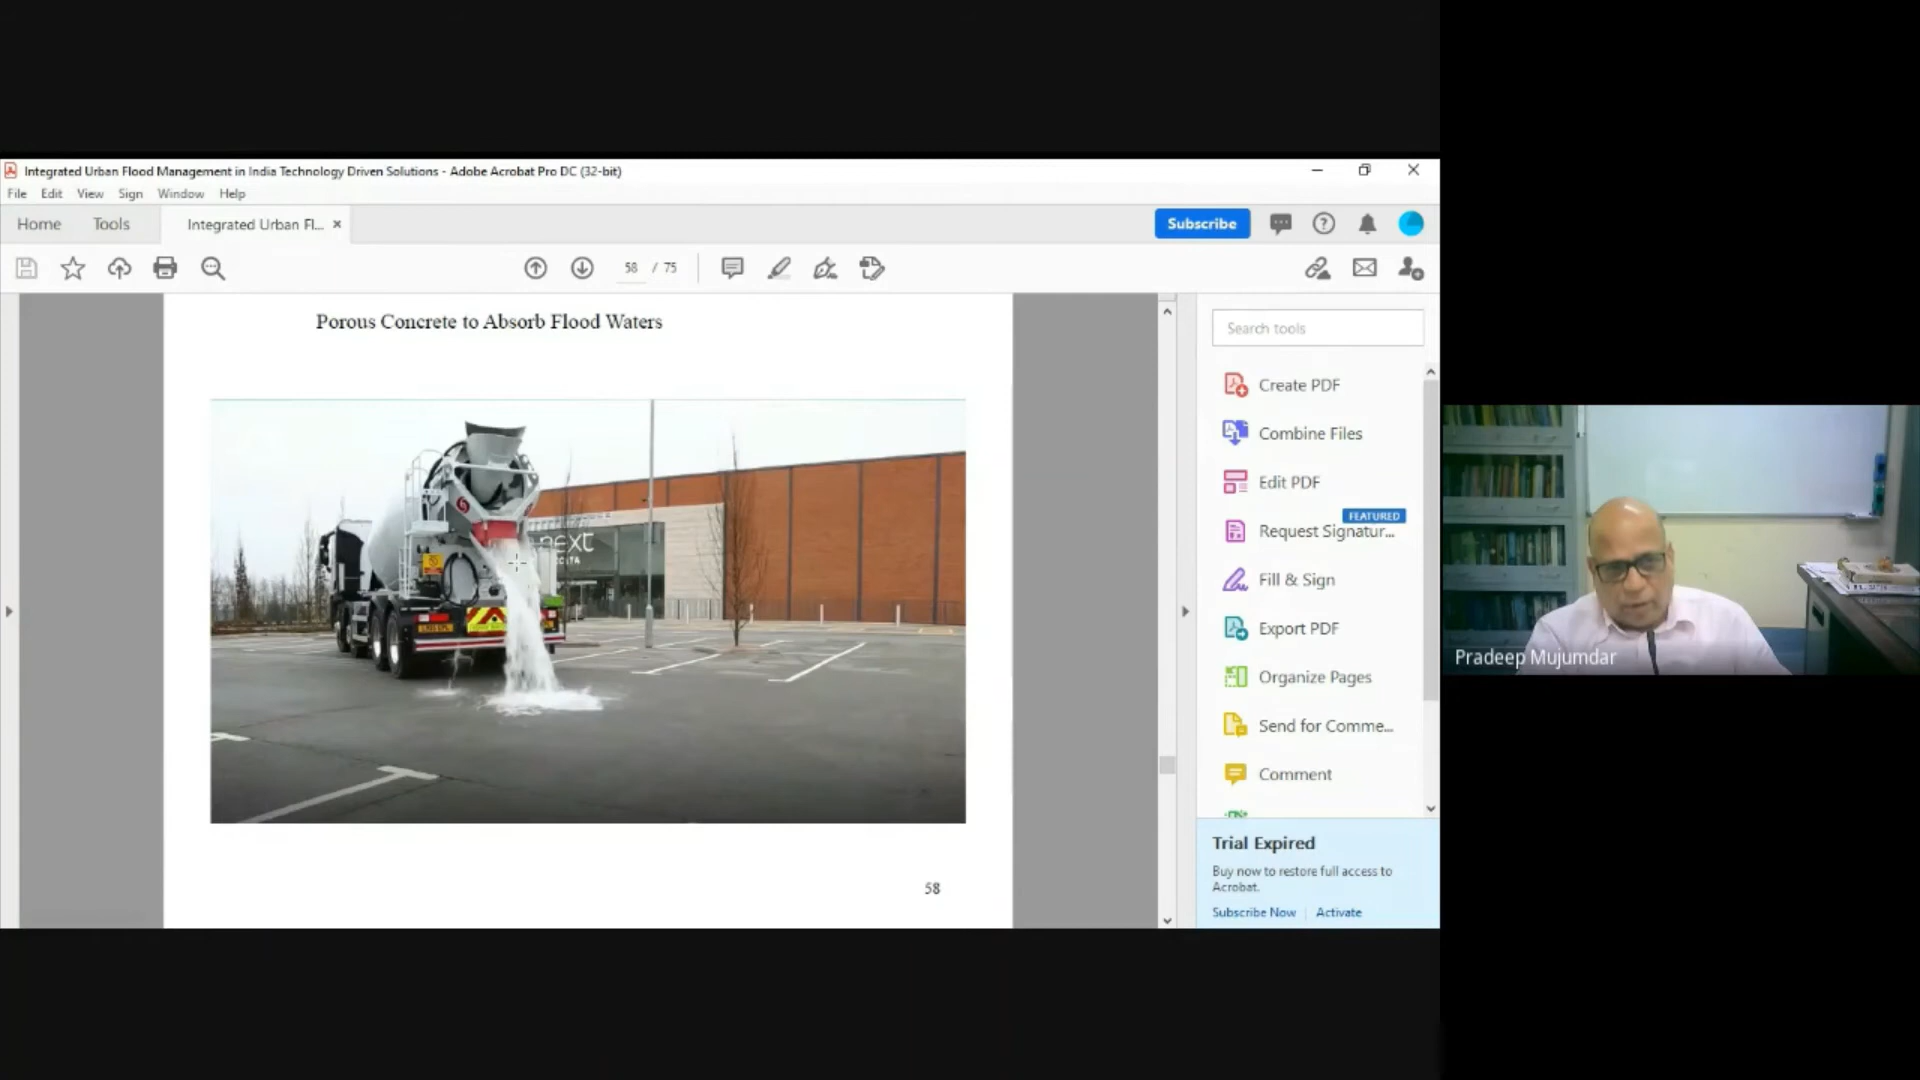 Integrated Urban Flood Management in India Technology Driven Solutions - Adobe Acrobat Pro DC (32-bit)
File Edit View Sign Window Help
Home Tools Integrated Urban Fl... ×
Subscribe
58 / 75
Porous Concrete to Absorb Flood Waters
next
58
Search tools
Create PDF
Combine Files
Edit PDF
FEATURED
Request Signatur...
Fill & Sign
Export PDF
Organize Pages
Send for Comme...
Comment
Trial Expired
Buy now to restore full access to
Acrobat.
Subscribe Now | Activate
Pradeep Mujumdar